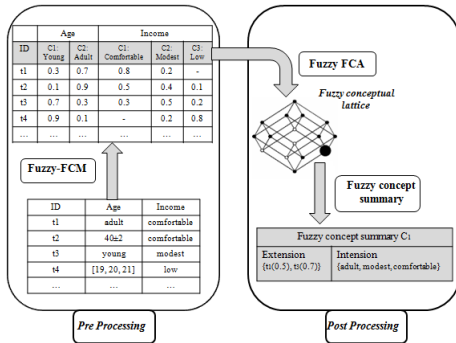 Age Income
ID C1: Young C2: Adult C1: Comfortable C2: Modest C3: Low
t1 0.3 0.7 0.8 0.2 -
t2 0.1 0.9 0.5 0.4 0.1
t3 0.7 0.3 0.3 0.5 0.2
t4 0.9 0.1 - 0.2 0.8
... ... ... ... ... ...
Fuzzy-FCM
ID Age Income
t1 adult comfortable
t2 40±2 comfortable
t3 young modest
t4 [19, 20, 21] low
... ... ...
Pre Processing
Fuzzy FCA
Fuzzy conceptual
lattice
Fuzzy concept
summary
Fuzzy concept summary C1
Extension Intension
{t1(0.5), t3(0.7)} {adult, modest, comfortable}
Post Processing